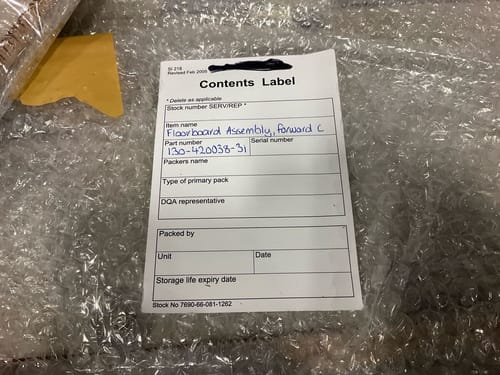 SI 218
Revised Feb 2005
Contents Label
* Delete as applicable
Stock number SERV/REP *
Item name
Floorboard Assembly, forward C
Part number
Serial number
130-420038-31
Packers name
Type of primary pack
DQA representative
Packed by
Unit
Date
Storage life expiry date
Stock No 7690-66-081-1262